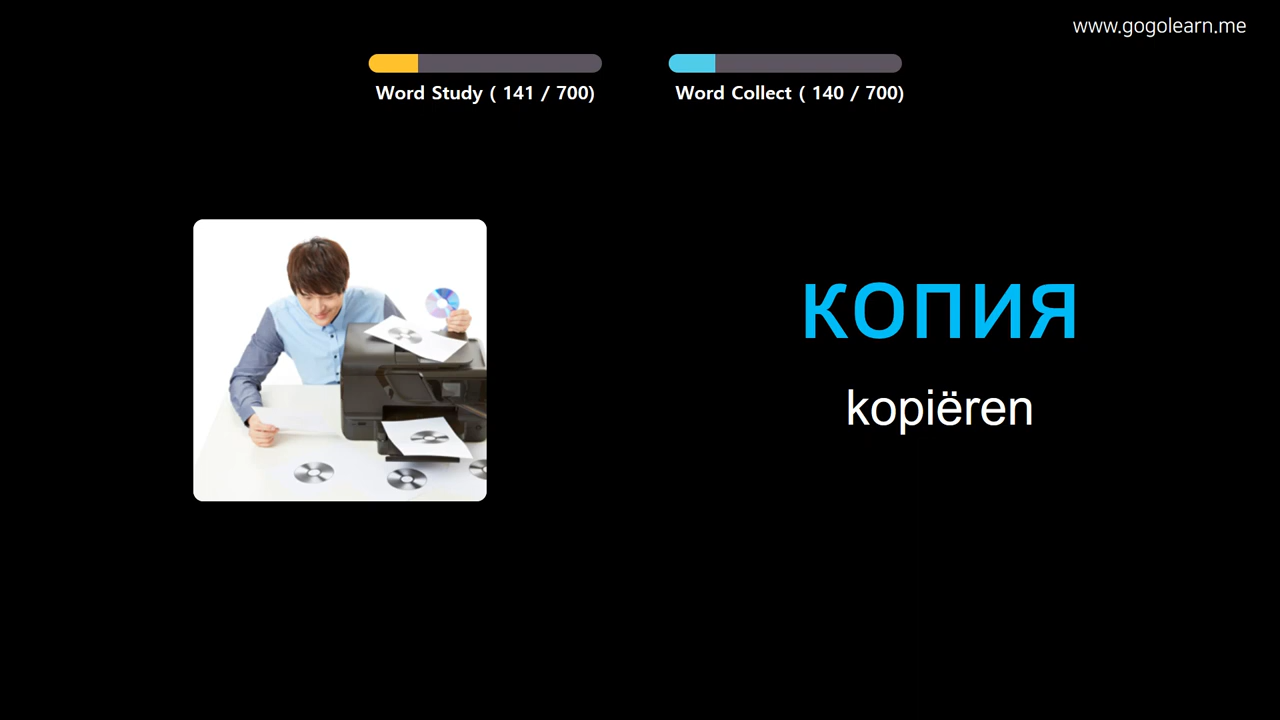 www.gogolearn.me
Word Study ( 141 / 700)
Word Collect ( 140 / 700)
копия
kopiëren